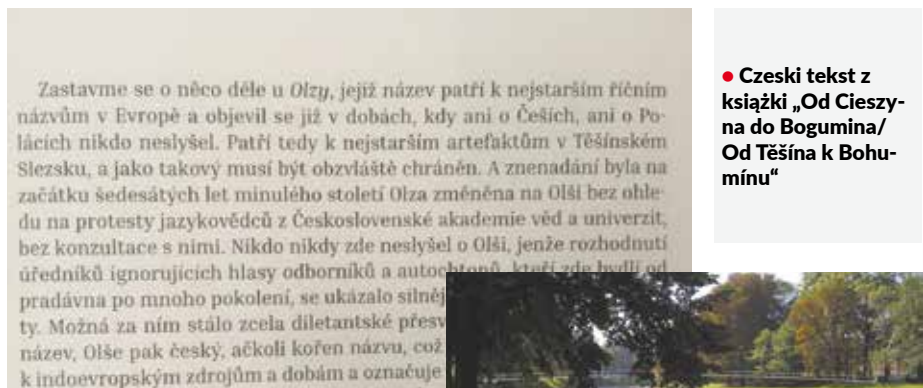 Zastavme se o něco déle u Olzy, jejíž název patří k nejstarším říčním
názvům v Evropě a objevil se již v dobách, kdy ani o Češích, ani o Po-
lácích nikdo neslyšel. Patří tedy k nejstarším artefaktům v Těšínském
Slezsku, a jako takový musí být obzvláště chráněn. A znenadání byla na
začátku šedesátých let minulého století Olza změněna na Olši bez ohle-
du na protesty jazykovědců z Československé akademie věd a univerzit,
bez konzultace s nimi. Nikdo nikdy zde neslyšel o Olši, jenže rozhodnutí
úředníků ignorujících hlasy odborníků a autochtonů, kteří zde bydlí od
pradávna po mnoho pokolení, se ukázalo
ty. Možná za ním stálo zcela diletantské
název, Olše pak český, ačkoli kořen názvu, což
k indoevropským zdrojům a dobám a označuje
● Czeski tekst z
książki „Od Cieszy-
na do Bogumina/
Od Těšína k Bohu-
mínu“